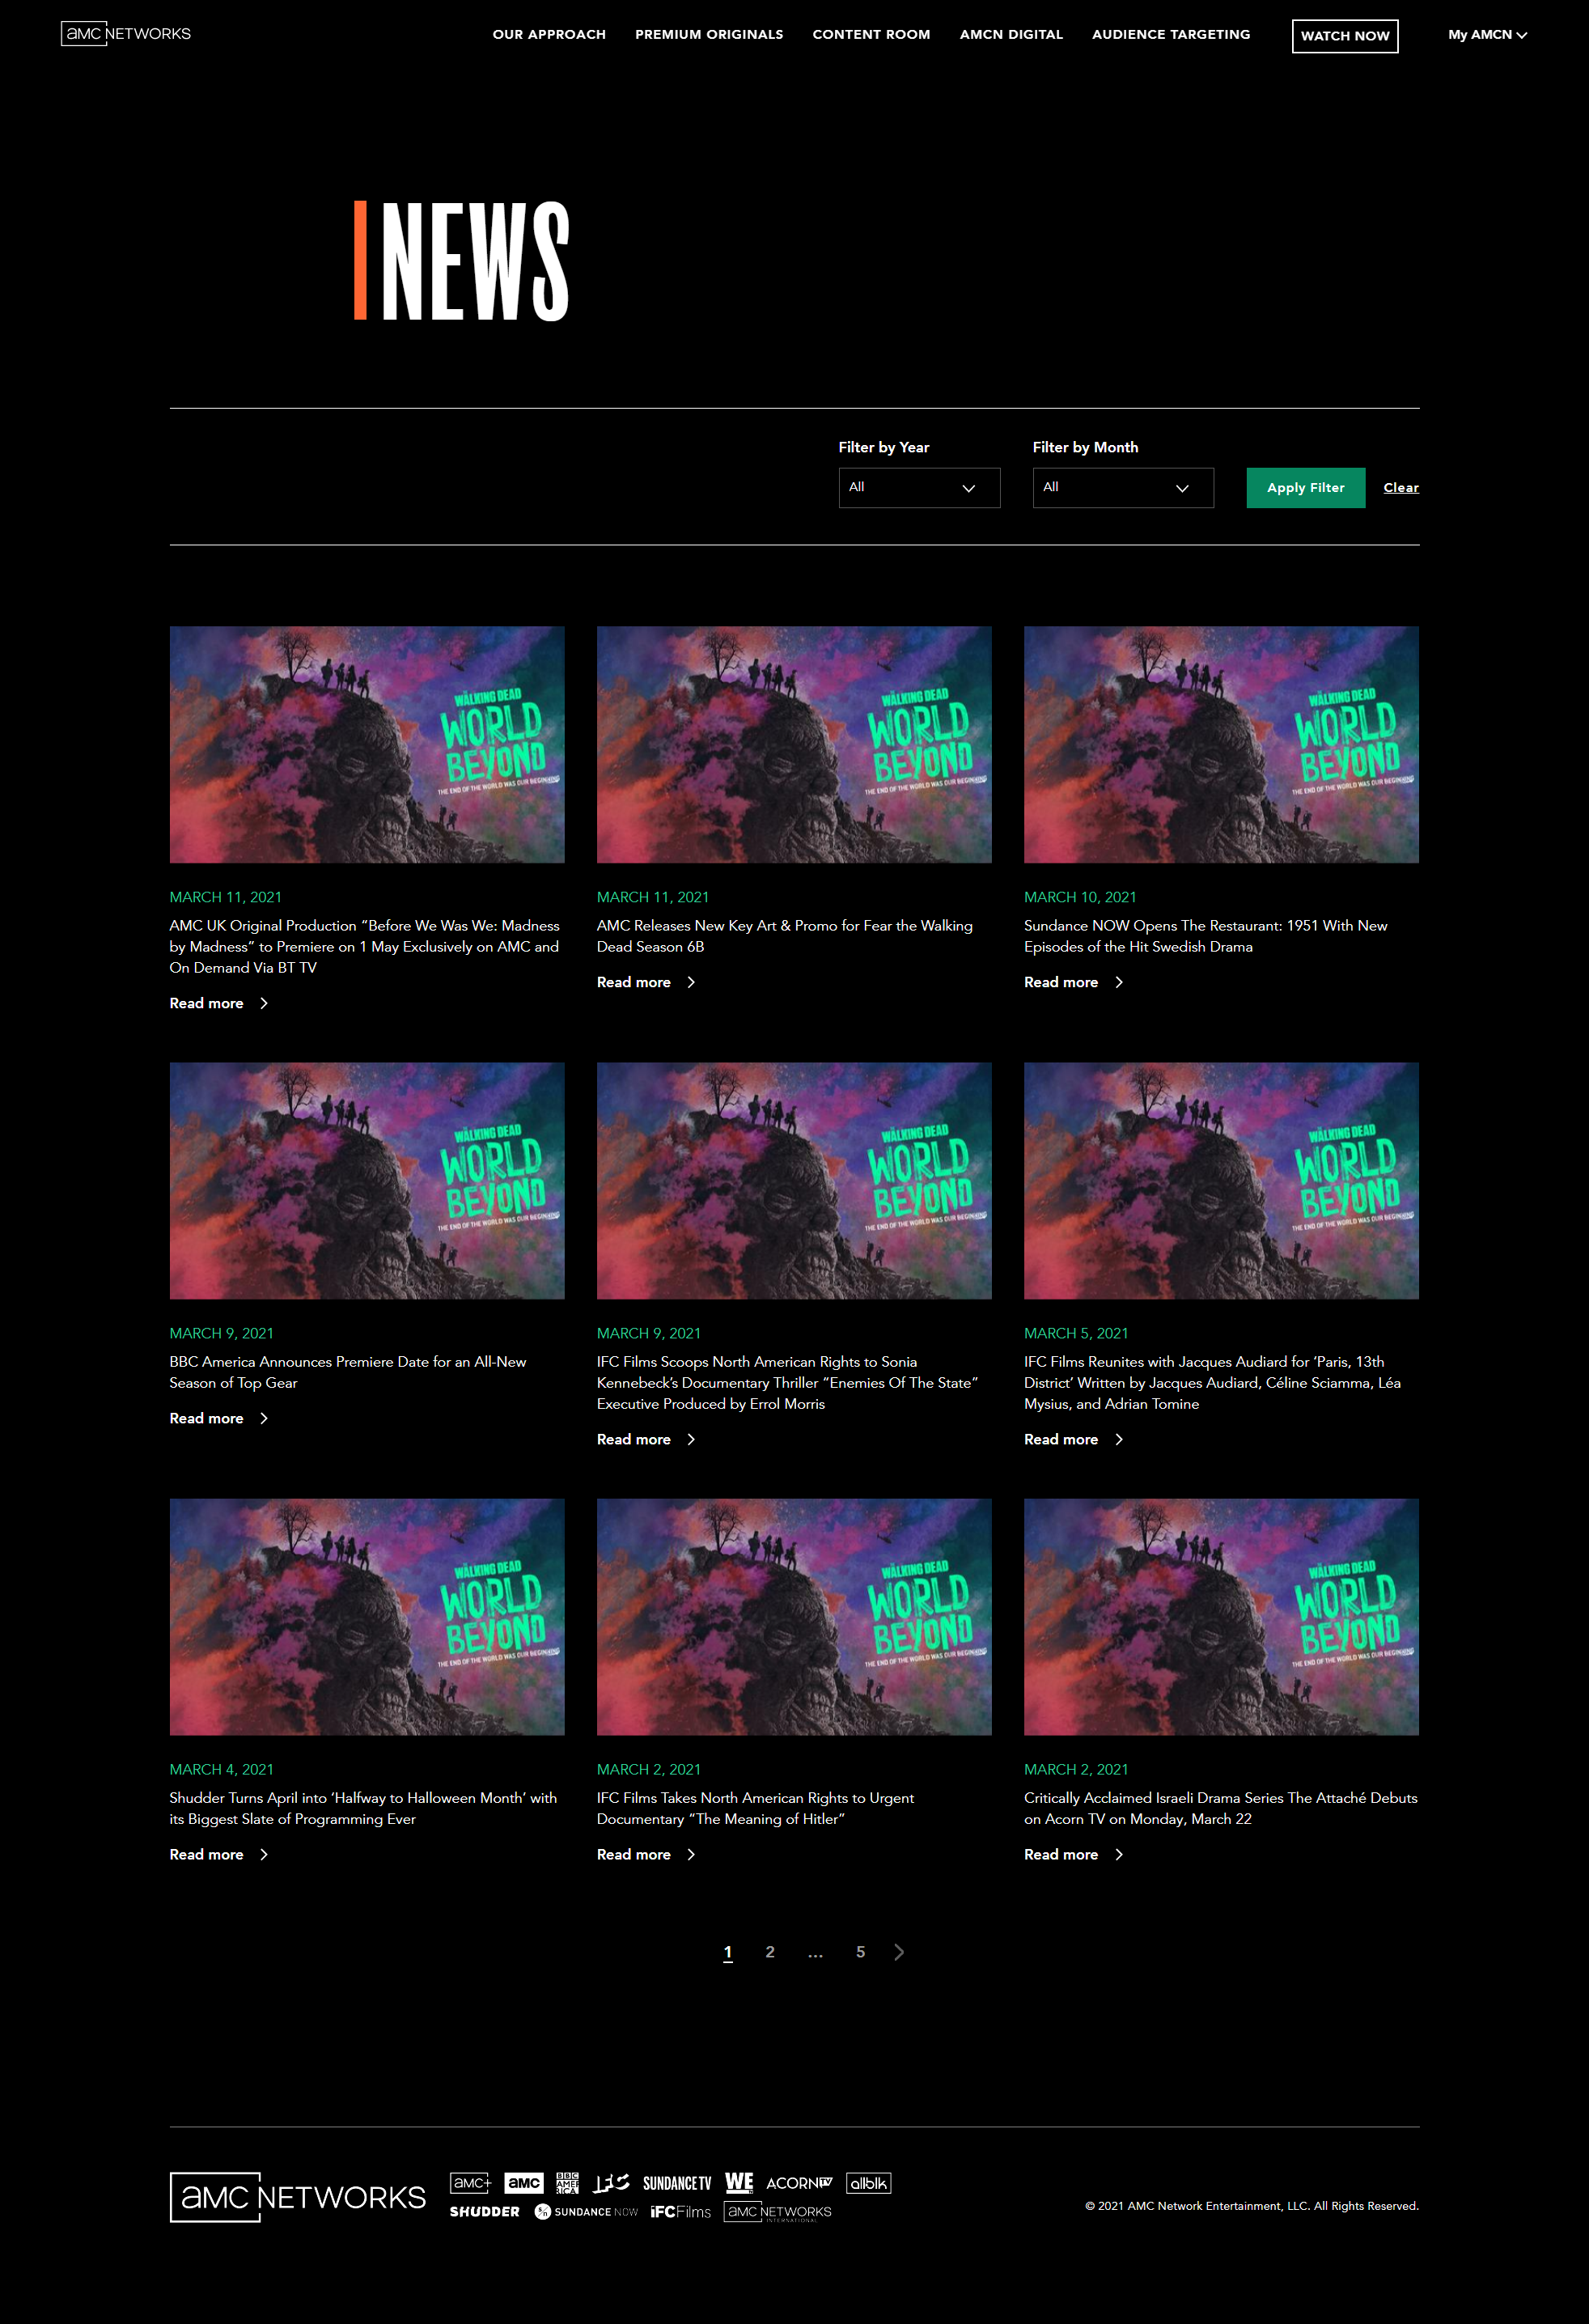 aMC NETWORKS
OUR APPROACH
PREMIUM ORIGINALS
CONTENT ROOM
AMCN DIGITAL
AUDIENCE TARGETING
WATCH NOW
My AMCN
NEWS
Filter by Year
Filter by Month
All
All
Apply Filter
Clear
WALKING DEAD
WORLD
BEYOND
THE END OF THE WORLD WAS OUR BEGINNING
WALKING DEAD
WORLD
BEYOND
THE END OF THE WORLD WAS OUR BEGINNING
WALKING DEAD
WORLD
BEYOND
THE END OF THE WORLD WAS OUR BEGINNING
MARCH 11, 2021
AMC UK Original Production “Before We Was We: Madness
by Madness” to Premiere on 1 May Exclusively on AMC and
On Demand Via BT TV
Read more
MARCH 11, 2021
AMC Releases New Key Art & Promo for Fear the Walking
Dead Season 6B
Read more
MARCH 10, 2021
Sundance NOW Opens The Restaurant: 1951 With New
Episodes of the Hit Swedish Drama
Read more
WALKING DEAD
WORLD
BEYOND
THE END OF THE WORLD WAS OUR BEGINNING
WALKING DEAD
WORLD
BEYOND
THE END OF THE WORLD WAS OUR BEGINNING
WALKING DEAD
WORLD
BEYOND
THE END OF THE WORLD WAS OUR BEGINNING
MARCH 9, 2021
BBC America Announces Premiere Date for an All-New
Season of Top Gear
Read more
MARCH 9, 2021
IFC Films Scoops North American Rights to Sonia
Kennebeck’s Documentary Thriller “Enemies Of The State”
Executive Produced by Errol Morris
Read more
MARCH 5, 2021
IFC Films Reunites with Jacques Audiard for ‘Paris, 13th
District’ Written by Jacques Audiard, Céline Sciamma, Léa
Mysius, and Adrian Tomine
Read more
WALKING DEAD
WORLD
BEYOND
THE END OF THE WORLD WAS OUR BEGINNING
WALKING DEAD
WORLD
BEYOND
THE END OF THE WORLD WAS OUR BEGINNING
WALKING DEAD
WORLD
BEYOND
THE END OF THE WORLD WAS OUR BEGINNING
MARCH 4, 2021
Shudder Turns April into ‘Halfway to Halloween Month’ with
its Biggest Slate of Programming Ever
Read more
MARCH 2, 2021
IFC Films Takes North American Rights to Urgent
Documentary “The Meaning of Hitler”
Read more
MARCH 2, 2021
Critically Acclaimed Israeli Drama Series The Attaché Debuts
on Acorn TV on Monday, March 22
Read more
1 2 ... 5
aMC NETWORKS
aMC+ aMC BBC AMERICA IFC SUNDANCE TV WE tv ACORN TV allblk
SHUDDER S/n SUNDANCE NOW IFC Films aMC NETWORKS INTERNATIONAL
© 2021 AMC Network Entertainment, LLC. All Rights Reserved.